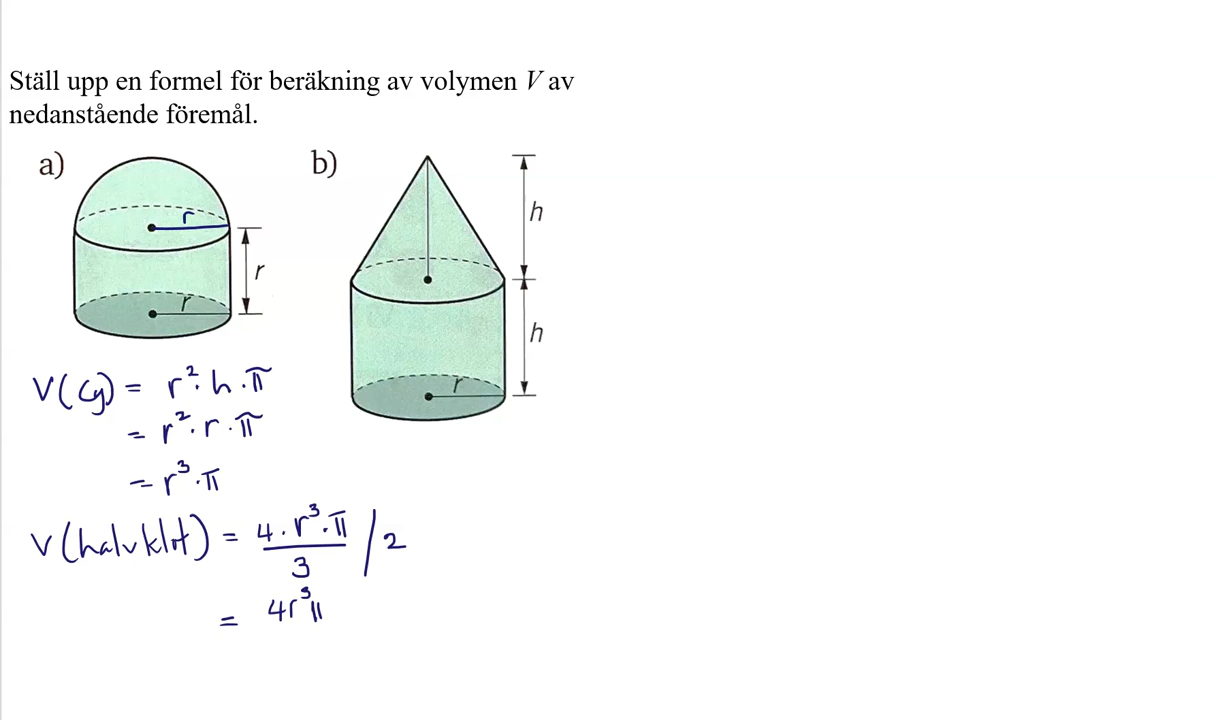 Ställ upp en formel för beräkning av volymen V av
nedanstående föremål.
a)
b)
r
r
r
h
h
r
V(Cy) = r²·h·π
= r²·r·π
= r³·π
V(halvklot) = 4·r³·π / 3 / 2
= 4r³π